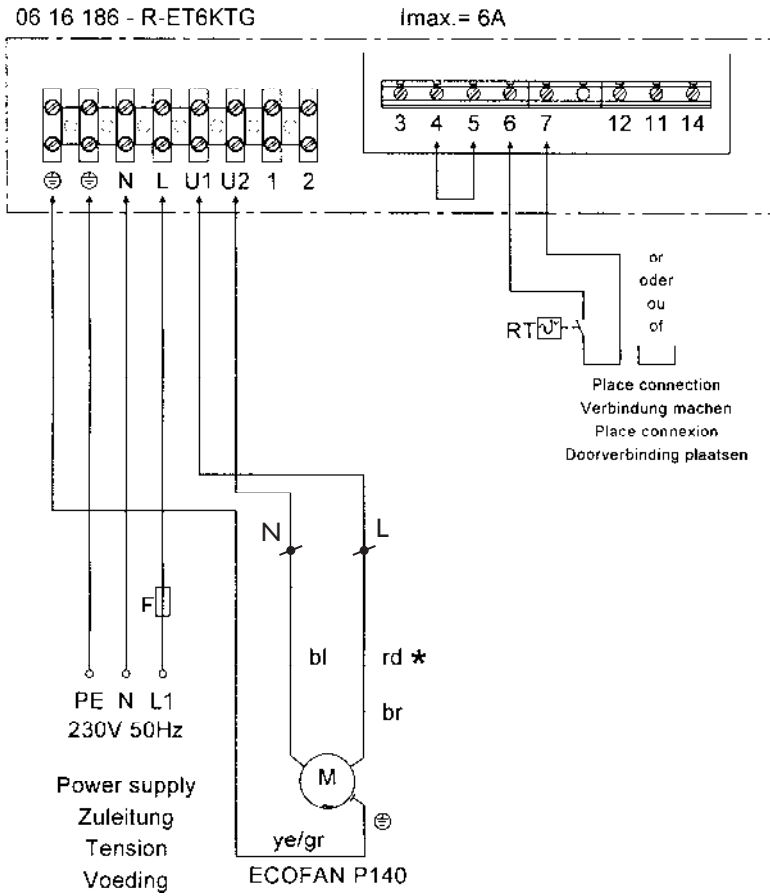 06 16 186 - R-ET6KTG
Imax.= 6A
3 4 5 6 7 12 11 14
N L U1 U2 1 2
or
oder
ou
of
RT
Place connection
Verbindung machen
Place connexion
Doorverbinding plaatsen
N L
F
bl rd *
br
PE N L1
230V 50Hz
M
Power supply
Zuleitung
Tension
Voeding
ye/gr
ECOFAN P140